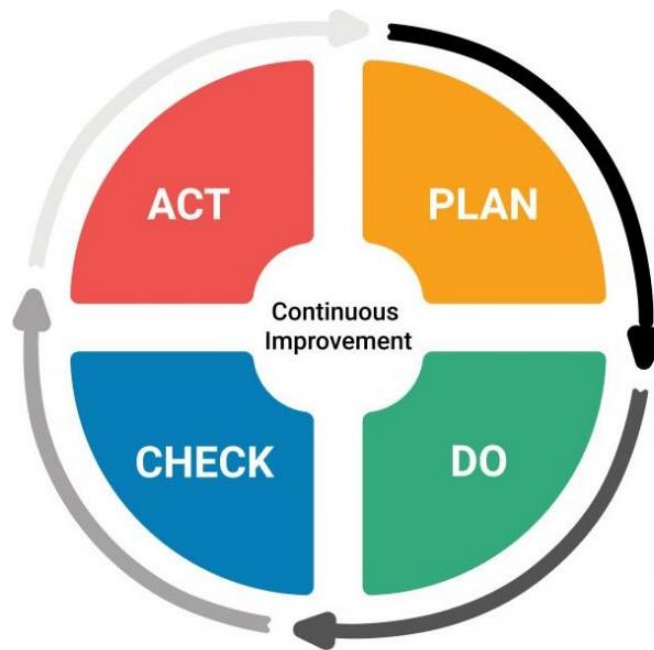 ACT
PLAN
Continuous
Improvement
CHECK
DO